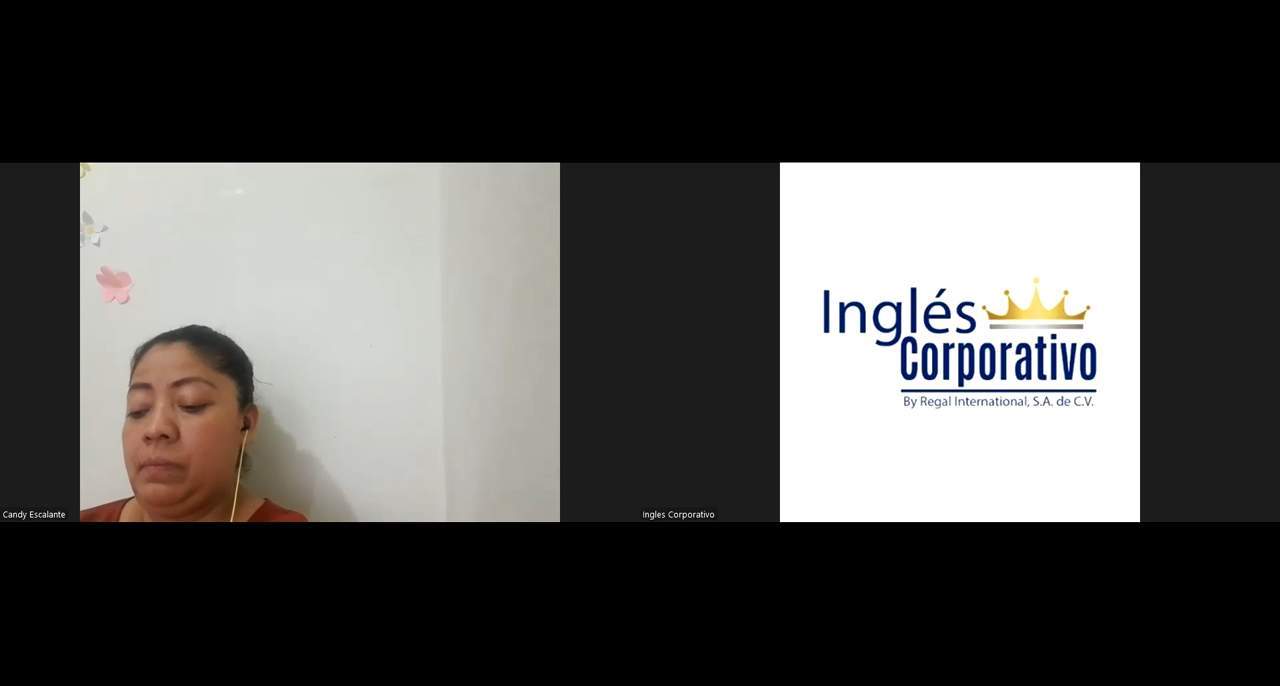 Inglés
Corporativo
By Regal International, S.A. de C.V.
Candy Escalante
Ingles Corporativo